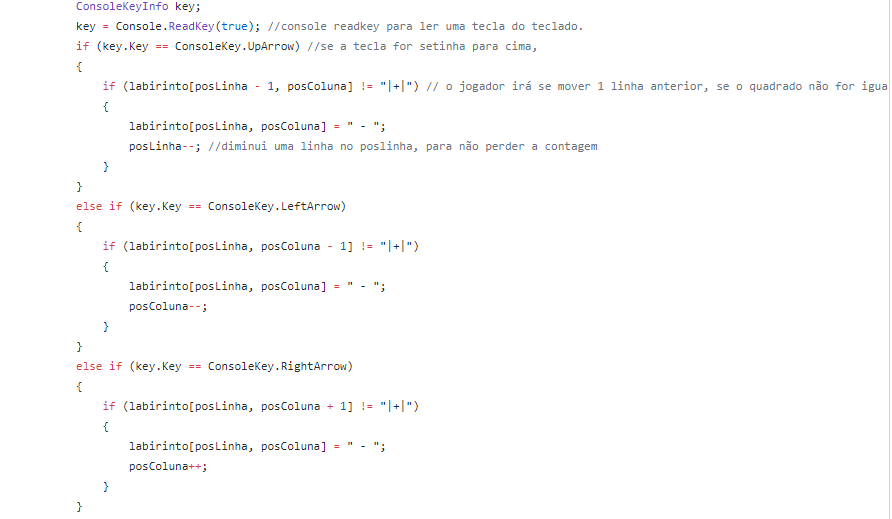 ConsoleKeyInfo key;
key = Console.ReadKey(true); //console readkey para ler uma tecla do teclado.
if (key.Key == ConsoleKey.UpArrow) //se a tecla for setinha para cima,
{
if (labirinto[posLinha - 1, posColuna] != "|+|") // o jogador irá se mover 1 linha anterior, se o quadrado não for igua
{
labirinto[posLinha, posColuna] = " - ";
posLinha--; //diminui uma linha no poslinha, para não perder a contagem
}
}
else if (key.Key == ConsoleKey.LeftArrow)
{
if (labirinto[posLinha, posColuna - 1] != "|+|")
{
labirinto[posLinha, posColuna] = " - ";
posColuna--;
}
}
else if (key.Key == ConsoleKey.RightArrow)
{
if (labirinto[posLinha, posColuna + 1] != "|+|")
{
labirinto[posLinha, posColuna] = " - ";
posColuna++;
}
}